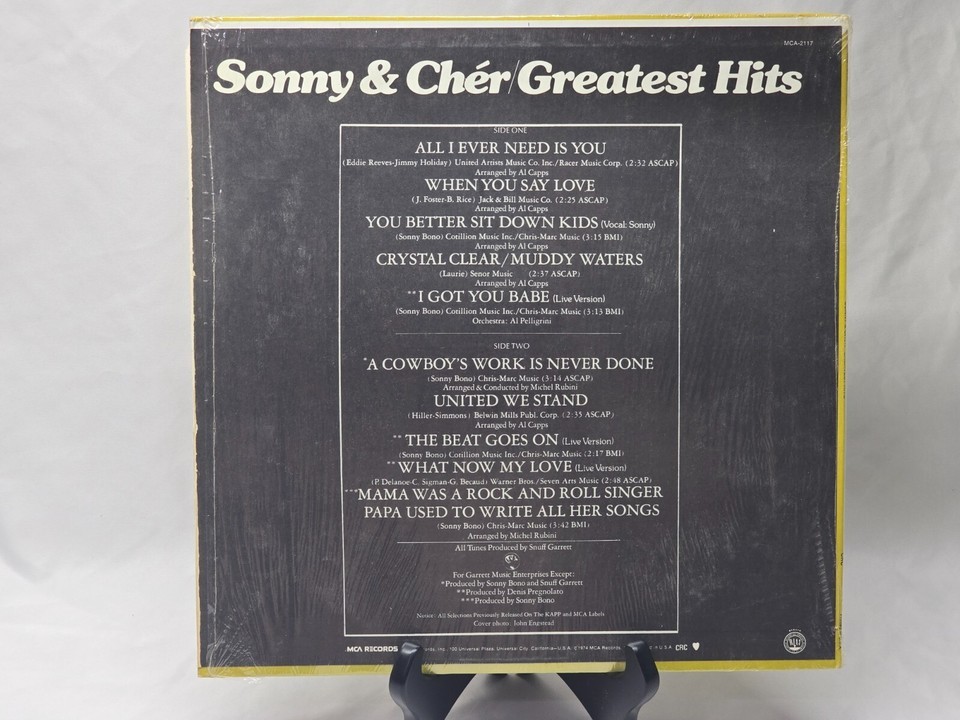 MCA-2117
Sonny & Chér/Greatest Hits
SIDE ONE
ALL I EVER NEED IS YOU
(Eddie Reeves-Jimmy Holiday) United Artists Music Co. Inc./Racer Music Corp. (2:32 ASCAP)
Arranged by Al Capps
WHEN YOU SAY LOVE
(J. Foster-B. Rice) Jack & Bill Music Co. (2:25 ASCAP)
Arranged by Al Capps
YOU BETTER SIT DOWN KIDS (Vocal: Sonny)
(Sonny Bono) Cotillion Music Inc./Chris-Marc Music (3:15 BMI)
Arranged by Al Capps
CRYSTAL CLEAR/MUDDY WATERS
(Laurie) Senor Music (2:37 ASCAP)
Arranged by Al Capps
**I GOT YOU BABE (Live Version)
(Sonny Bono) Cotillion Music Inc./Chris-Marc Music (3:13 BMI)
Orchestra: Al Pelligrini
SIDE TWO
*A COWBOY'S WORK IS NEVER DONE
(Sonny Bono) Chris-Marc Music (3:14 ASCAP)
Arranged & Conducted by Michel Rubini
UNITED WE STAND
(Hiller-Simmons) Belwin Mills Publ. Corp. (2:35 ASCAP)
Arranged by Al Capps
** THE BEAT GOES ON (Live Version)
(Sonny Bono) Cotillion Music Inc./Chris-Marc Music (2:17 BMI)
** WHAT NOW MY LOVE (Live Version)
(P. Delanoe-C. Sigman-G. Becaud) Warner Bros./Seven Arts Music (2:48 ASCAP)
***MAMA WAS A ROCK AND ROLL SINGER
PAPA USED TO WRITE ALL HER SONGS
(Sonny Bono) Chris-Marc Music (3:42 BMI)
Arranged by Michel Rubini
All Tunes Produced by Snuff Garrett
For Garrett Music Enterprises Except:
*Produced by Sonny Bono and Snuff Garrett
**Produced by Denis Pregnolato
***Produced by Sonny Bono
Notice: All Selections Previously Released On The KAPP and MCA Labels
Cover photo: John Engstead
MCA RECORDS Inc., 100 Universal Plaza, Universal City, California—U.S.A. ©1974 MCA Records, U.S.A. CRC